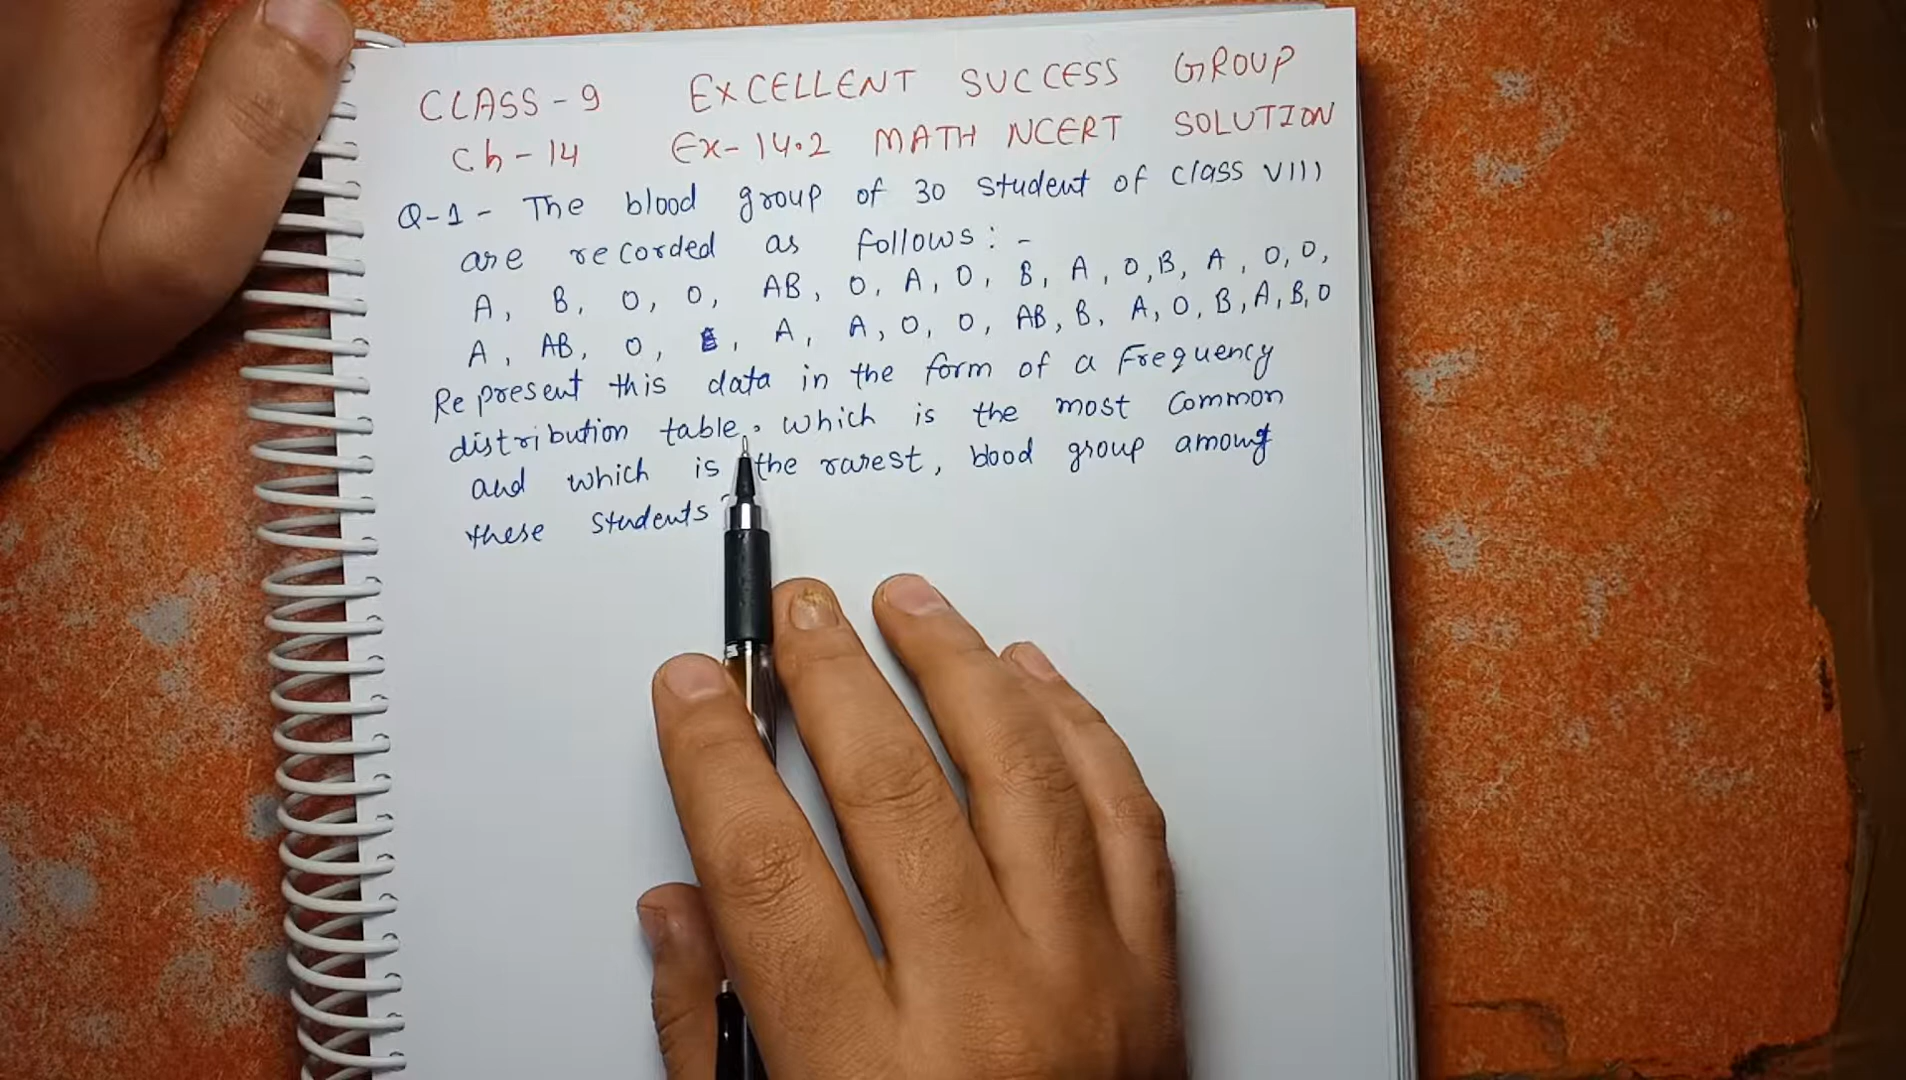 CLASS - 9 EXCELLENT SUCCESS GROUP
Ch - 14 Ex - 14.2 MATH NCERT SOLUTION
Q-1 - The blood group of 30 student of class VIII
are recorded as follows: -
A, B, O, O, AB, O, A, O, B, A, O, B, A, O, O,
A, AB, O, , A, A, O, O, AB, B, A, O, B, A, B, O
Represent this data in the form of a Frequency
distribution table. which is the most common
and which is the rarest, blood group among
these students